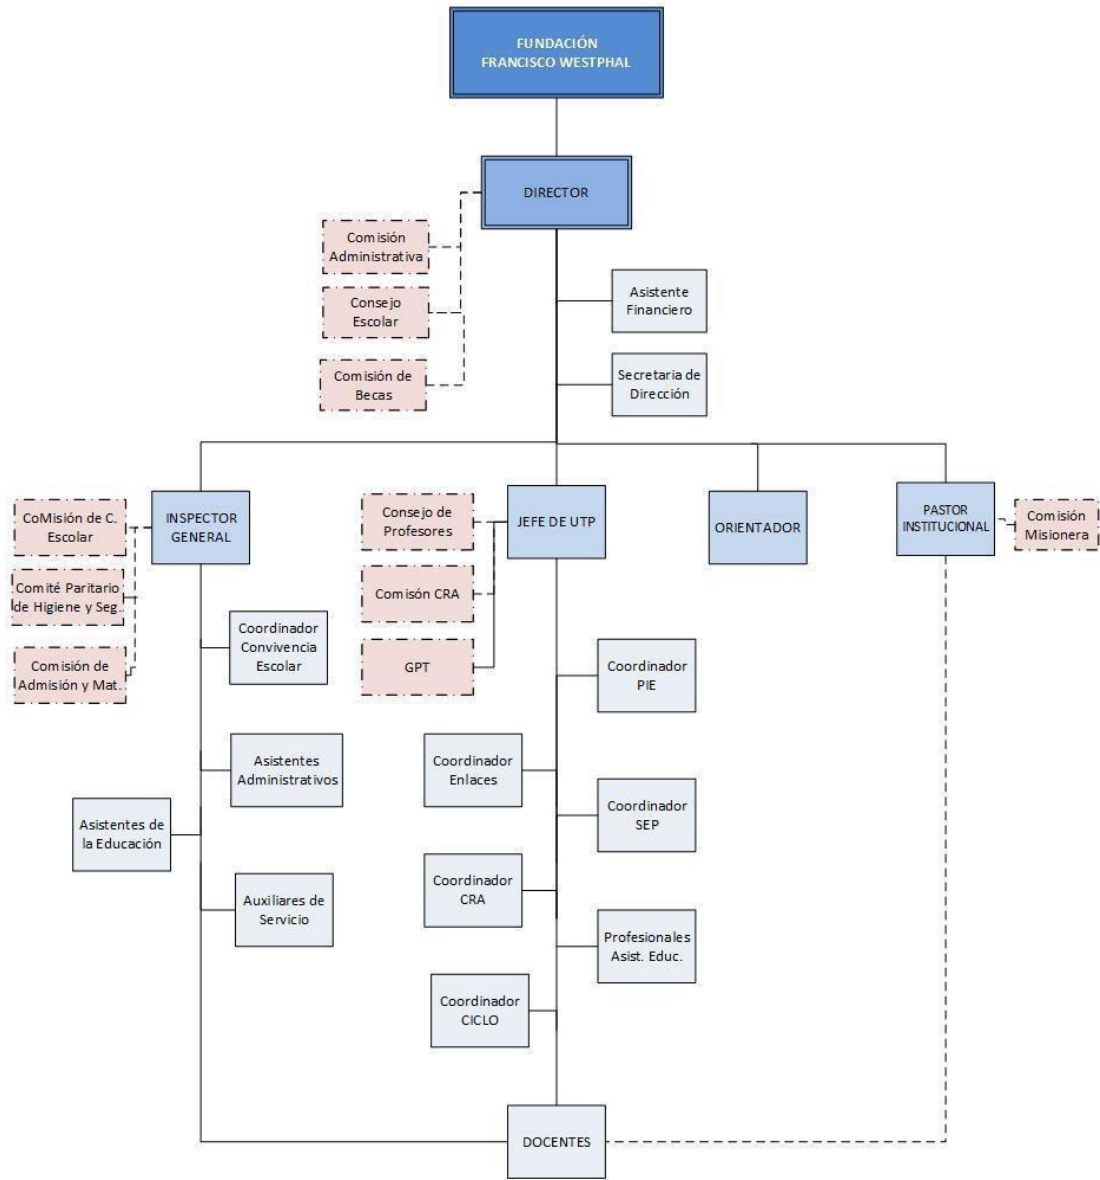 FUNDACIÓN
FRANCISCO WESTPHAL
DIRECTOR
Comisión
Administrativa
Consejo
Escolar
Comisión de
Becas
Asistente
Financiero
Secretaria de
Dirección
CoMisión de C.
Escolar
Comité Paritario
de Higiene y Seg.
Comisión de
Admisión y Mat.
INSPECTOR
GENERAL
Coordinador
Convivencia
Escolar
Asistentes
Administrativos
Asistentes de
la Educación
Auxiliares de
Servicio
Consejo de
Profesores
Comisón CRA
GPT
JEFE DE UTP
Coordinador
PIE
Coordinador
Enlaces
Coordinador
SEP
Coordinador
CRA
Profesionales
Asist. Educ.
Coordinador
CICLO
ORIENTADOR
PASTOR
INSTITUCIONAL
Comisión
Misionera
DOCENTES